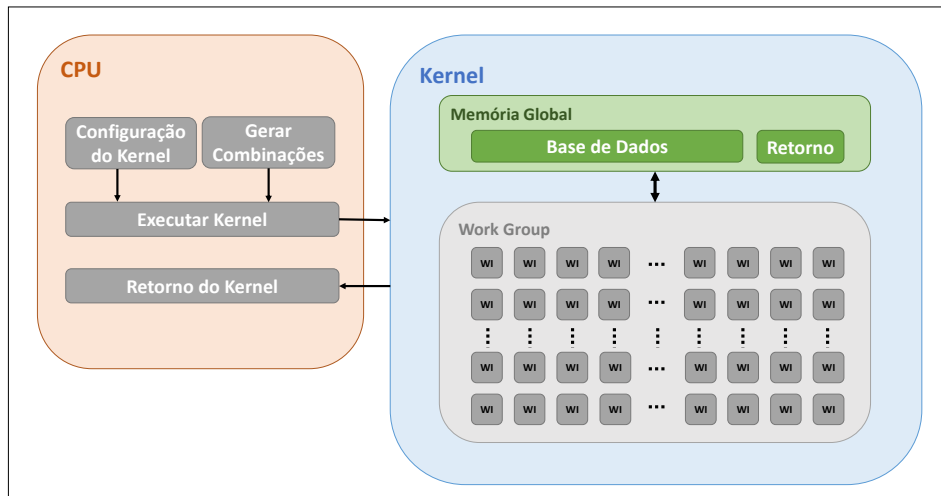 CPU
Configuração
do Kernel
Gerar
Combinações
Executar Kernel
Retorno do Kernel
Kernel
Memória Global
Base de Dados
Retorno
Work Group
WI WI WI WI ... WI WI WI WI
WI WI WI WI ... WI WI WI WI
WI WI WI WI ... WI WI WI WI
WI WI WI WI ... WI WI WI WI